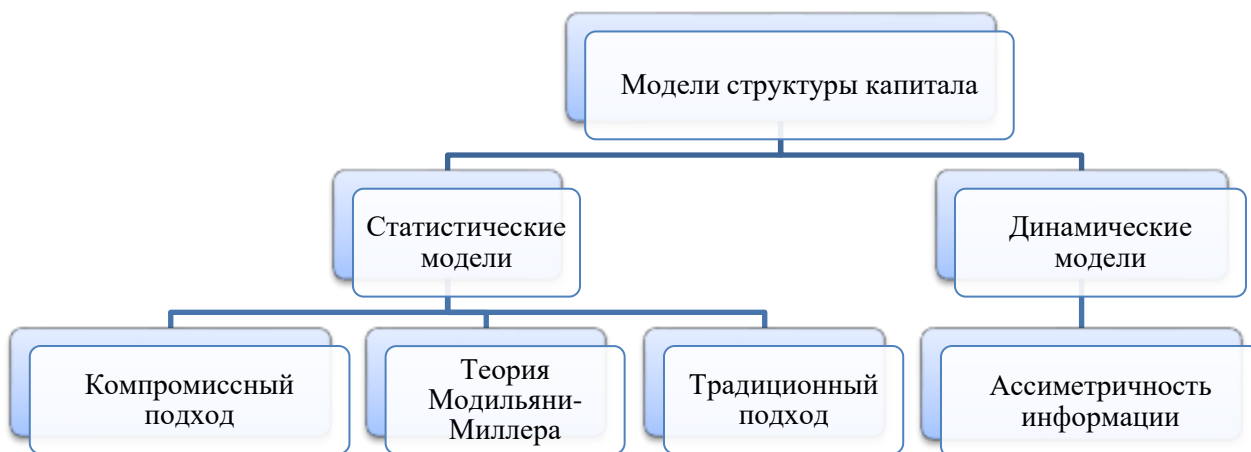 Модели структуры капитала
Статистические
модели
Динамические
модели
Компромиссный
подход
Теория
Модильяни-
Миллера
Традиционный
подход
Ассиметричность
информации